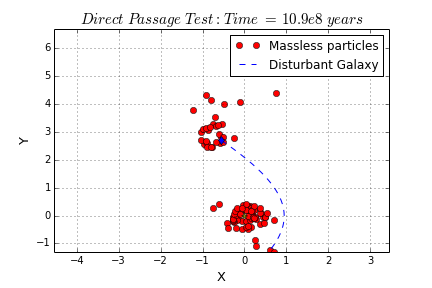 Direct Passage Test: Time = 10.9e8 years
Massless particles
Disturbant Galaxy
Y
6
5
4
3
2
1
0
−1
−4 −3 −2 −1 0 1 2 3
X